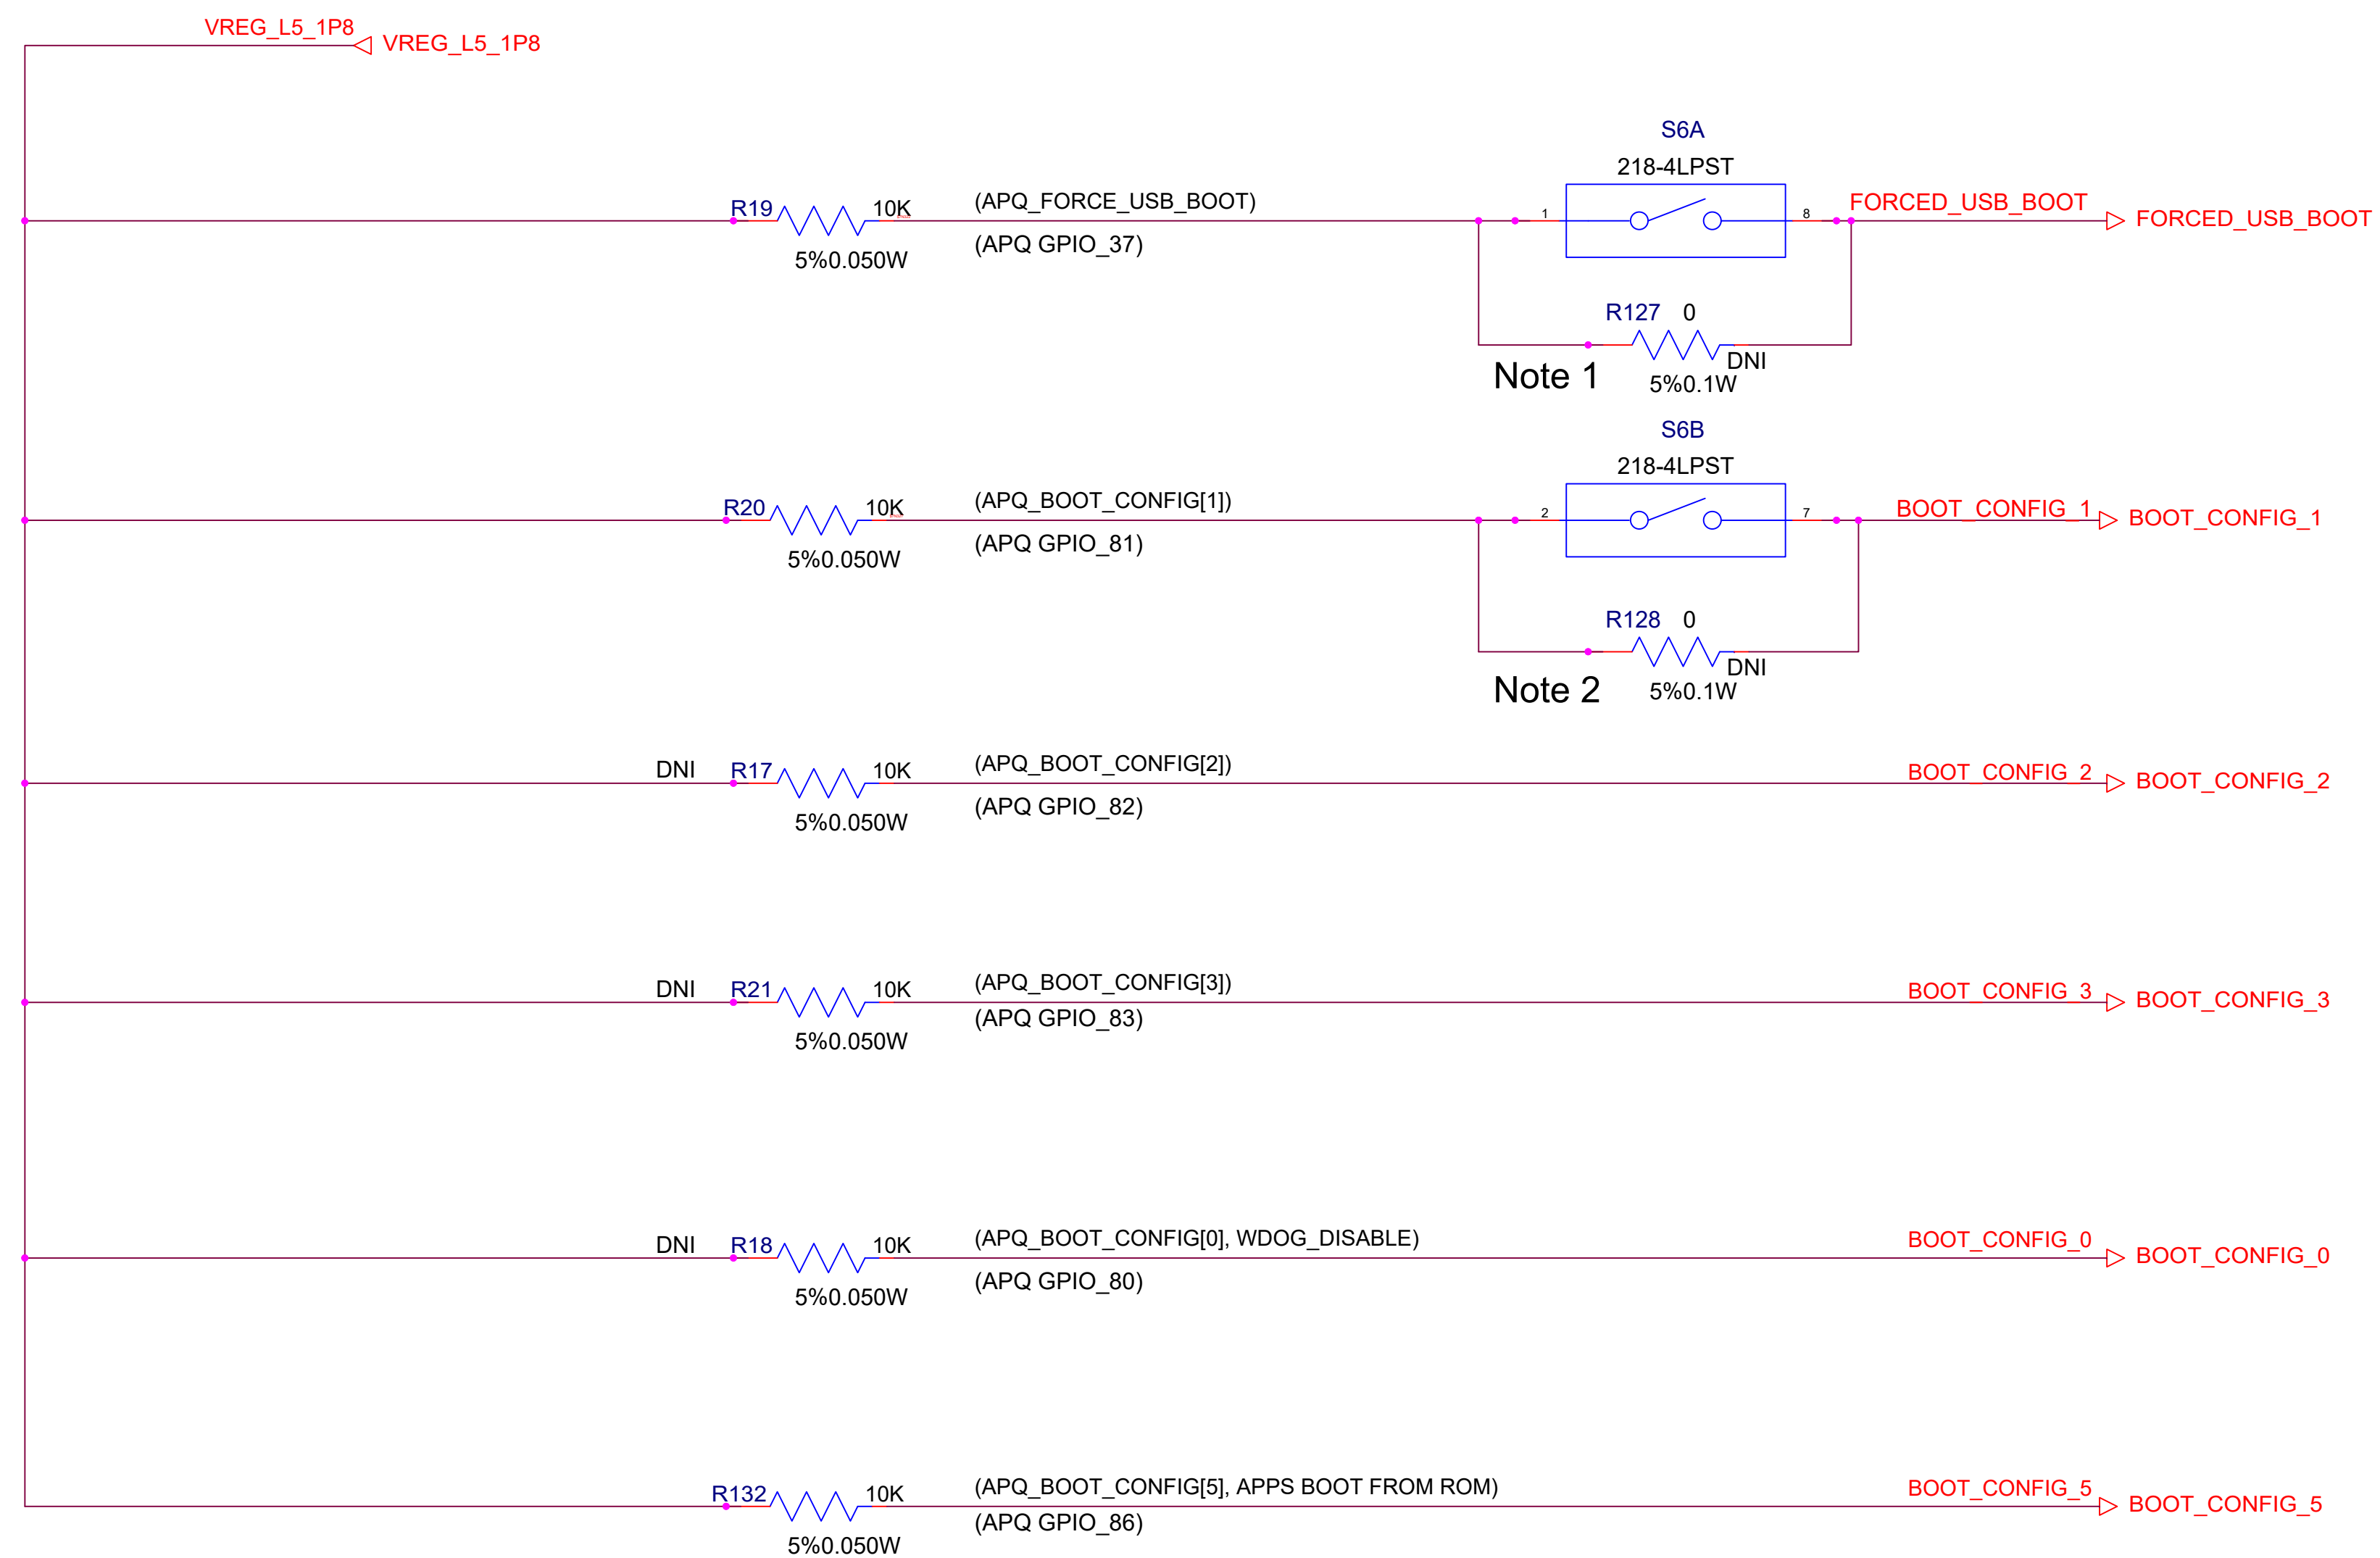 VREG_L5_1P8
VREG_L5_1P8
S6A
218-4LPST
R19
10K
(APQ_FORCE_USB_BOOT)
1
8
FORCED_USB_BOOT
FORCED_USB_BOOT
5%0.050W
(APQ GPIO_37)
R127
0
DNI
Note 1
5%0.1W
S6B
218-4LPST
R20
10K
(APQ_BOOT_CONFIG[1])
2
7
BOOT_CONFIG_1
BOOT_CONFIG_1
5%0.050W
(APQ GPIO_81)
R128
0
DNI
Note 2
5%0.1W
DNI
R17
10K
(APQ_BOOT_CONFIG[2])
BOOT_CONFIG_2
BOOT_CONFIG_2
5%0.050W
(APQ GPIO_82)
DNI
R21
10K
(APQ_BOOT_CONFIG[3])
BOOT_CONFIG_3
BOOT_CONFIG_3
5%0.050W
(APQ GPIO_83)
DNI
R18
10K
(APQ_BOOT_CONFIG[0], WDOG_DISABLE)
BOOT_CONFIG_0
BOOT_CONFIG_0
5%0.050W
(APQ GPIO_80)
R132
10K
(APQ_BOOT_CONFIG[5], APPS BOOT FROM ROM)
BOOT_CONFIG_5
BOOT_CONFIG_5
5%0.050W
(APQ GPIO_86)